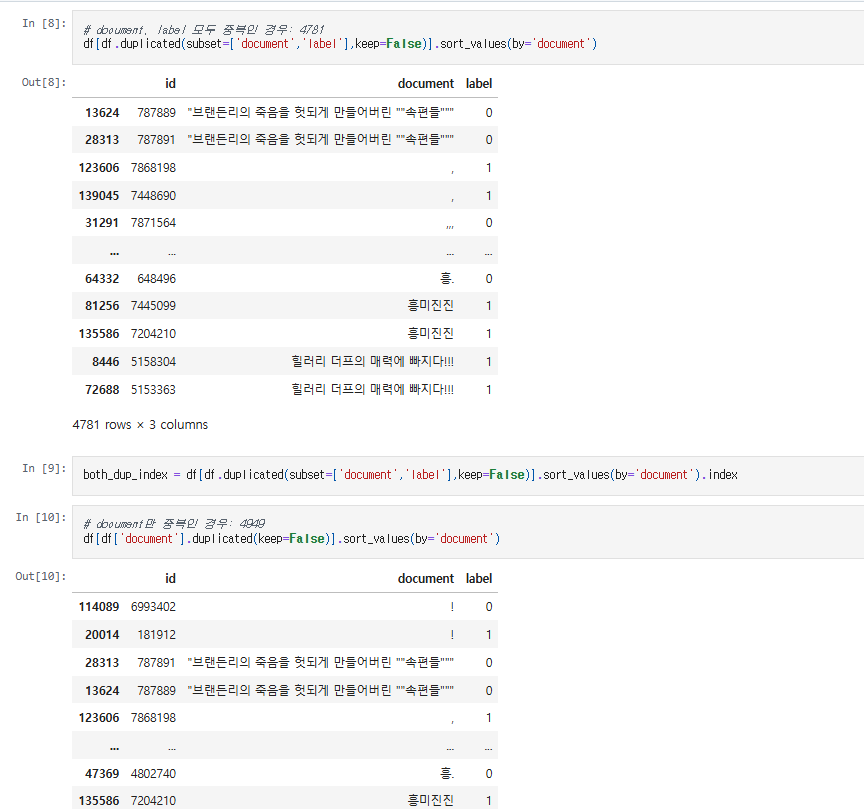 In [8]:
# document, label 모두 중복인 경우: 4781
df[df.duplicated(subset=['document','label'],keep=False)].sort_values(by='document')
Out[8]:
id document label
13624 787889 "브랜든리의 죽음을 헛되게 만들어버린 ""속편들""" 0
28313 787891 "브랜든리의 죽음을 헛되게 만들어버린 ""속편들""" 0
123606 7868198 , 1
139045 7448690 , 1
31291 7871564 ,,, 0
... ... ... ...
64332 648496 흥. 0
81256 7445099 흥미진진 1
135586 7204210 흥미진진 1
8446 5158304 힐러리 더프의 매력에 빠지다!!! 1
72688 5153363 힐러리 더프의 매력에 빠지다!!! 1
4781 rows × 3 columns
In [9]:
both_dup_index = df[df.duplicated(subset=['document','label'],keep=False)].sort_values(by='document').index
In [10]:
# document만 중복인 경우: 4949
df[df['document'].duplicated(keep=False)].sort_values(by='document')
Out[10]:
id document label
114089 6993402 ! 0
20014 181912 ! 1
28313 787891 "브랜든리의 죽음을 헛되게 만들어버린 ""속편들""" 0
13624 787889 "브랜든리의 죽음을 헛되게 만들어버린 ""속편들""" 0
123606 7868198 , 1
... ... ... ...
47369 4802740 흥. 0
135586 7204210 흥미진진 1